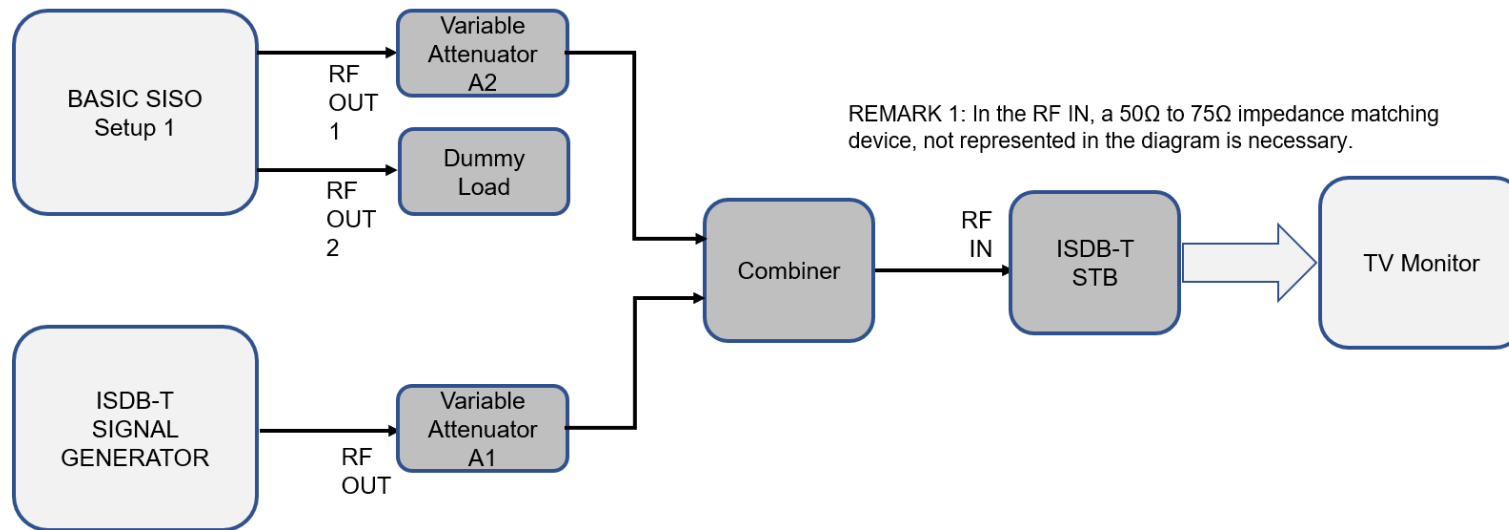 BASIC SISO
Setup 1
RF
OUT
1
Variable
Attenuator
A2
RF
OUT
2
Dummy
Load
REMARK 1: In the RF IN, a 50Ω to 75Ω impedance matching
device, not represented in the diagram is necessary.
Combiner
RF
IN
ISDB-T
STB
TV Monitor
ISDB-T
SIGNAL
GENERATOR
RF
OUT
Variable
Attenuator
A1